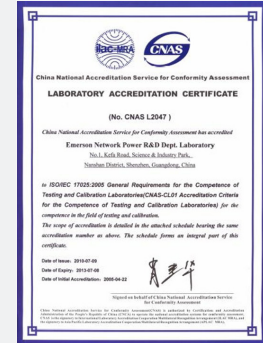 ilac-MRA
CNAS
China National Accreditation Service for Conformity Assessment
LABORATORY ACCREDITATION CERTIFICATE
(No. CNAS L2047 )
China National Accreditation Service for Conformity Assessment has accredited
Emerson Network Power R&D Dept. Laboratory
No.1, Kefa Road, Science & Industry Park,
Nanshan District, Shenzhen, Guangdong, China
to ISO/IEC 17025:2005 General Requirements for the Competence of
Testing and Calibration Laboratories(CNAS-CL01 Accreditation Criteria
for the Competence of Testing and Calibration Laboratories) for the
competence in the field of testing and calibration.
The scope of accreditation is detailed in the attached schedule bearing the same
accreditation number as above. The schedule forms an integral part of this
certificate.
Date of Issue: 2010-07-09
Date of Expiry: 2013-07-08
Date of Initial Accreditation: 2005-04-22
Signed on behalf of China National Accreditation Service
for Conformity Assessment